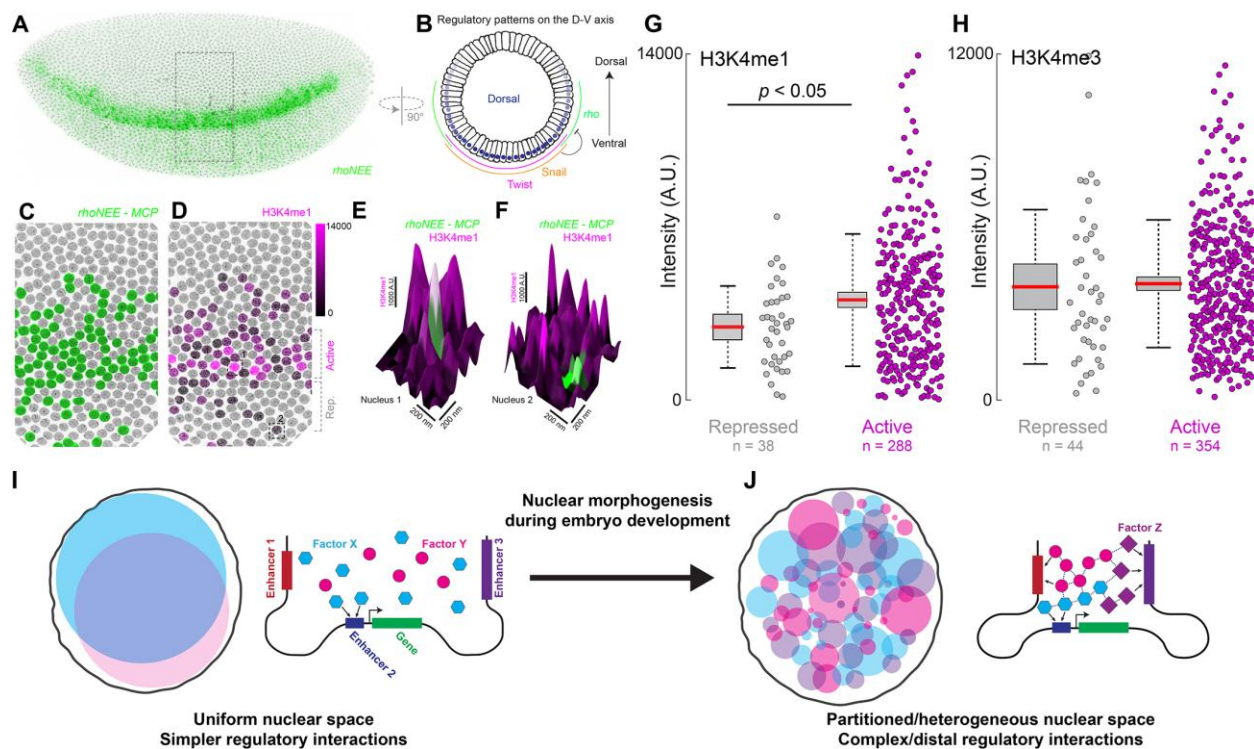 A
rhoNEE
90°
B
Regulatory patterns on the D-V axis
Dorsal
Dorsal
rho
Ventral
Snail
Twist
C
rhoNEE - MCP
D
H3K4me1
14000
0
Active
Rep.
2
E
rhoNEE - MCP
H3K4me1
H3K4me1
1000 A.U.
Nucleus 1
200 nm
200 nm
F
rhoNEE - MCP
H3K4me1
H3K4me1
1000 A.U.
Nucleus 2
200 nm
200 nm
G
14000
H3K4me1
p < 0.05
Intensity (A.U.)
0
Repressed
n = 38
Active
n = 288
H
12000
H3K4me3
Intensity (A.U.)
0
Repressed
n = 44
Active
n = 354
I
Enhancer 1
Factor X
Factor Y
Enhancer 3
Enhancer 2
Gene
Uniform nuclear space
Simpler regulatory interactions
Nuclear morphogenesis
during embryo development
J
Factor Z
Partitioned/heterogeneous nuclear space
Complex/distal regulatory interactions